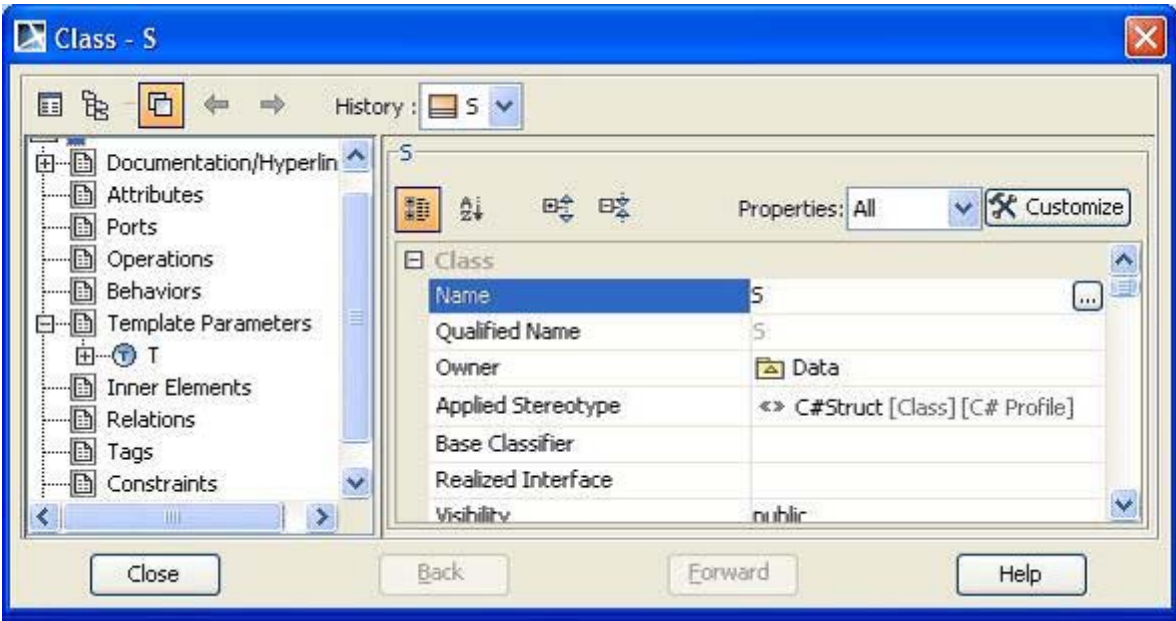 Class - S
History : S
Documentation/Hyperlin
Attributes
Ports
Operations
Behaviors
Template Parameters
T
Inner Elements
Relations
Tags
Constraints
S
Properties: All Customize
Class
Name S ...
Qualified Name S
Owner Data
Applied Stereotype «» C#Struct [Class] [C# Profile]
Base Classifier
Realized Interface
Visibility public
Close Back Forward Help